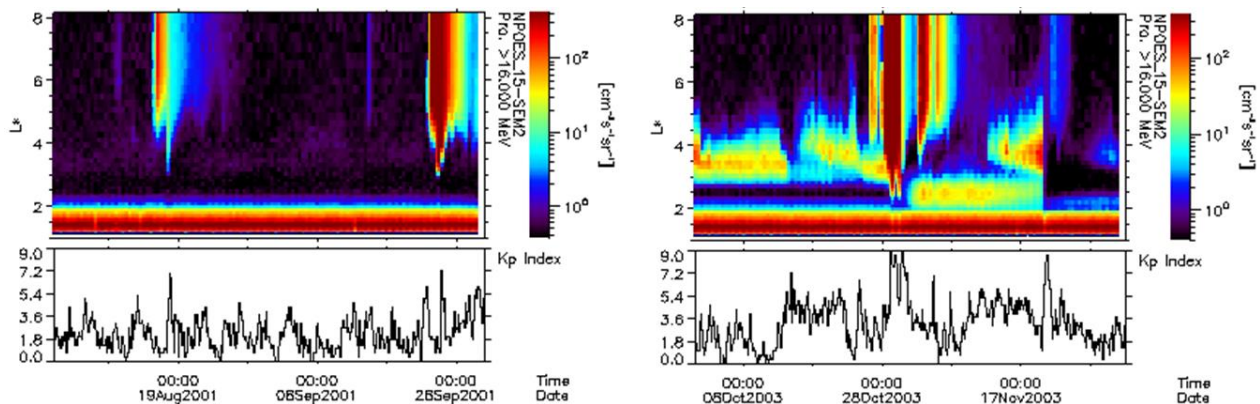 8
6
4
2
L*
NPOES_15-SEM2
Pro. >16.000 MeV
10²
10¹
10⁰
[cm⁻²s⁻¹sr⁻¹]
9.0
7.2
5.4
3.6
1.8
0.0
Kp Index
00:00 00:00 00:00 Time
19Aug2001 06Sep2001 26Sep2001 Date
8
6
4
2
L*
NPOES_15-SEM2
Pro. >16.000 MeV
10²
10¹
10⁰
[cm⁻²s⁻¹sr⁻¹]
9.0
7.2
5.4
3.6
1.8
0.0
Kp Index
00:00 00:00 00:00 Time
08Oct2003 28Oct2003 17Nov2003 Date